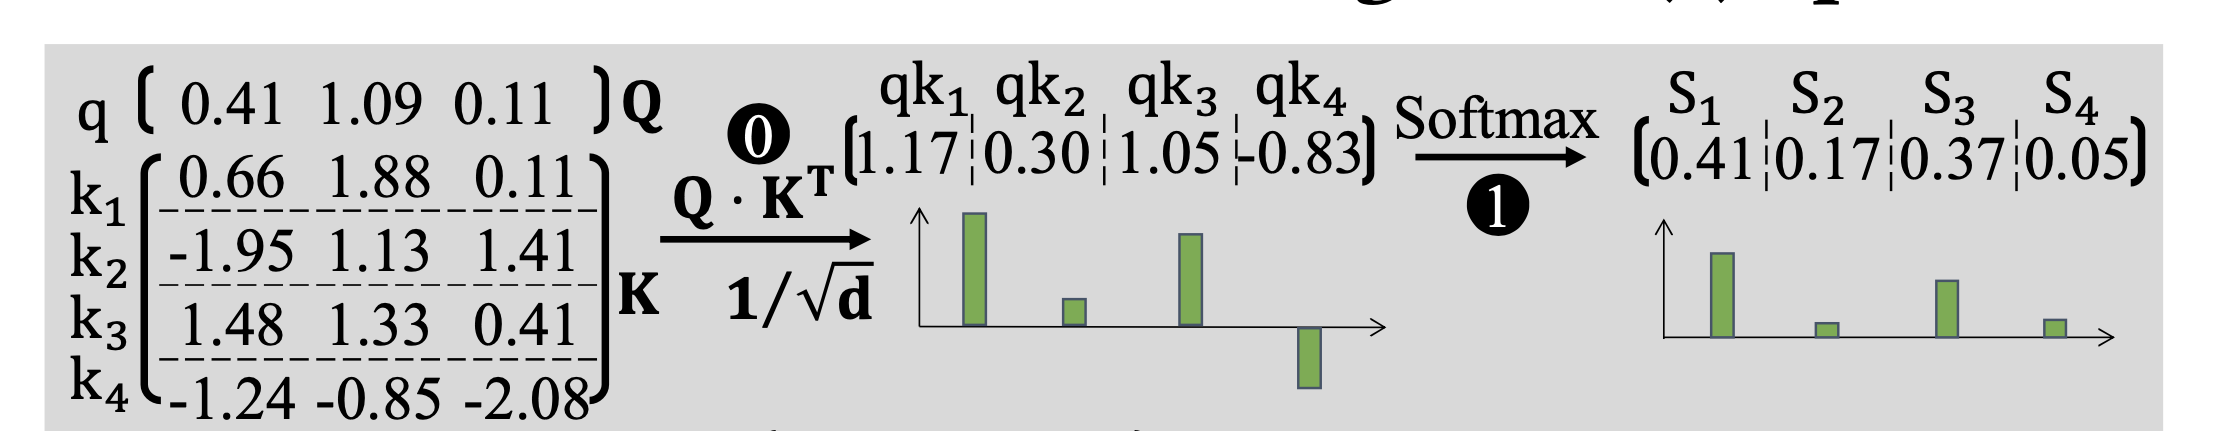 q ( 0.41 1.09 0.11 ) Q
k₁ 0.66 1.88 0.11
k₂ -1.95 1.13 1.41
k₃ 1.48 1.33 0.41
k₄ -1.24 -0.85 -2.08
K
0
Q · Kᵀ
1/√d
qk₁ qk₂ qk₃ qk₄
(1.17 0.30 1.05 -0.83)
Softmax
1
S₁ S₂ S₃ S₄
(0.41 0.17 0.37 0.05)